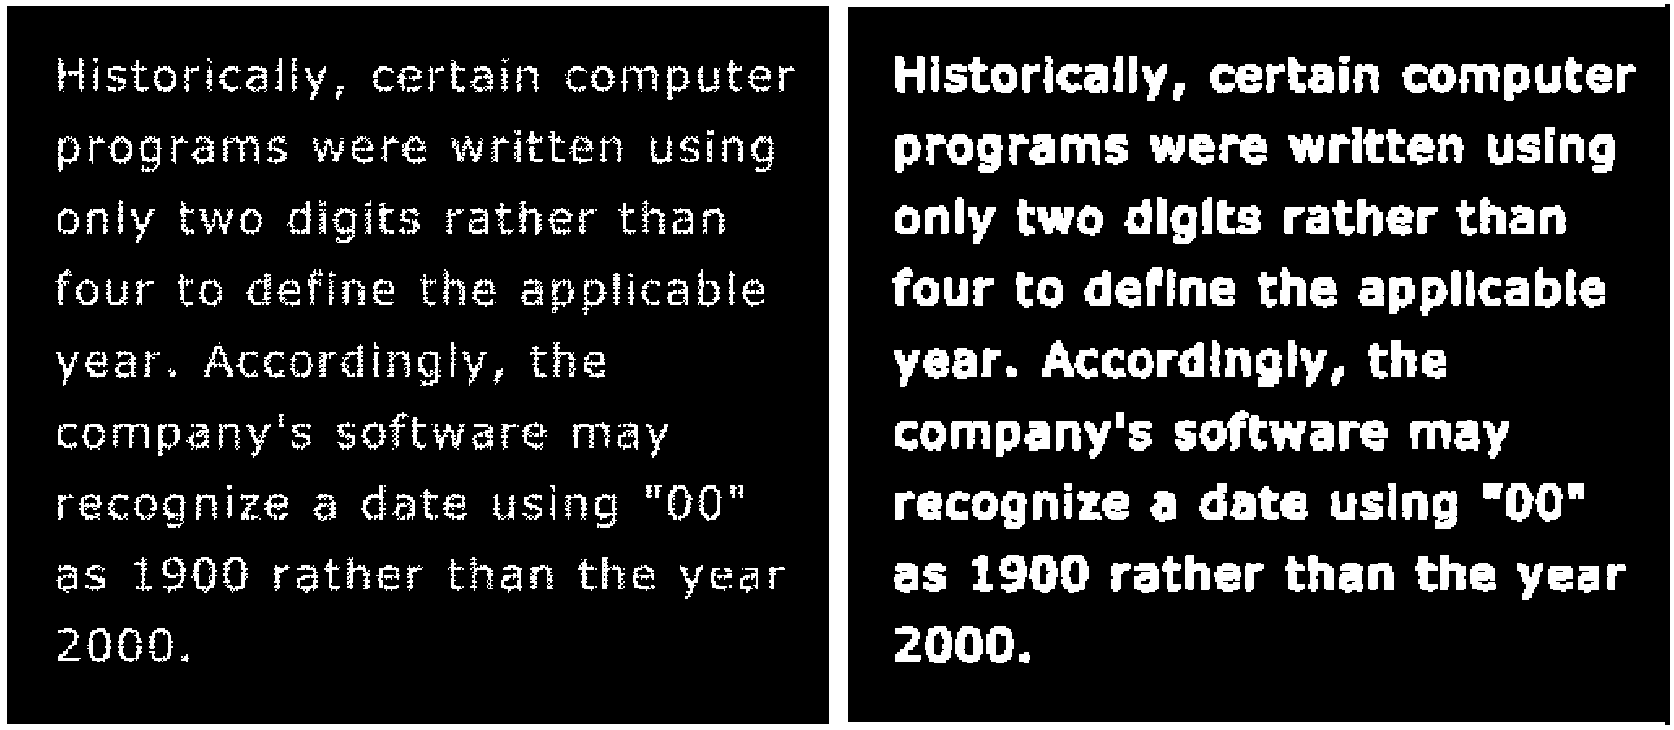 Historically, certain computer
programs were written using
only two digits rather than
four to define the applicable
year. Accordingly, the
company's software may
recognize a date using "00"
as 1900 rather than the year
2000.
Historically, certain computer
programs were written using
only two digits rather than
four to define the applicable
year. Accordingly, the
company's software may
recognize a date using "00"
as 1900 rather than the year
2000.